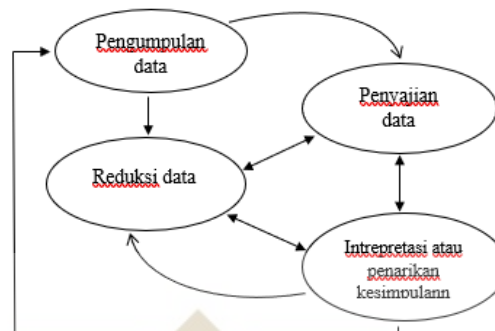 Pengumpulan
data
Penyajian
data
Reduksi data
Intrepretasi atau
penarikan
kesimpulann